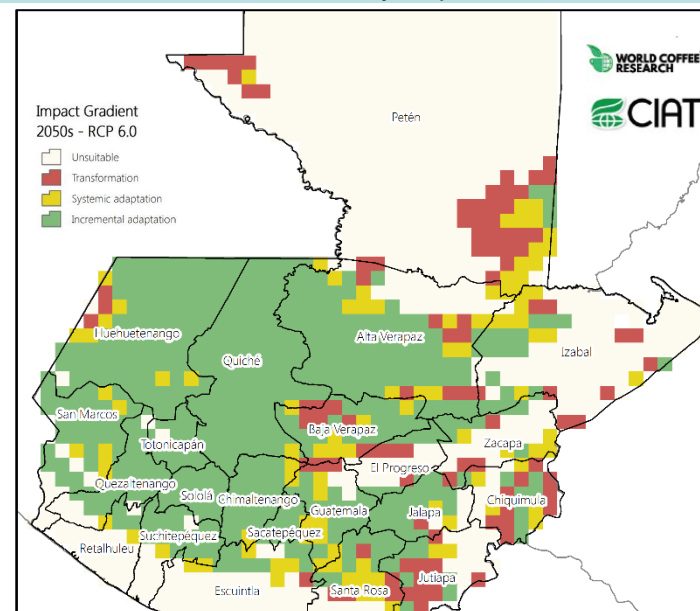 WORLD COFFEE
RESEARCH
CIAT
Petén
Impact Gradient
2050s - RCP 6.0
Unsuitable
Transformation
Systemic adaptation
Incremental adaptation
Huehuetenango
Quiché
Alta Verapaz
Izabal
San Marcos
Totonicapán
Baja Verapaz
Zacapa
El Progreso
Quezaltenango
Sololá
Chimaltenango
Guatemala
Jalapa
Chiquimula
Suchitepéquez
Sacatepéquez
Retalhuleu
Escuintla
Santa Rosa
Jutiapa